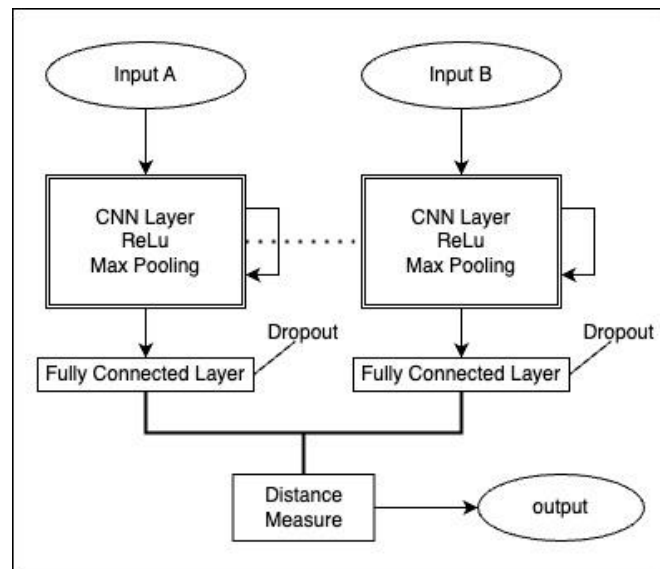 Input A
Input B
CNN Layer
ReLu
Max Pooling
CNN Layer
ReLu
Max Pooling
Dropout
Dropout
Fully Connected Layer
Fully Connected Layer
Distance
Measure
output